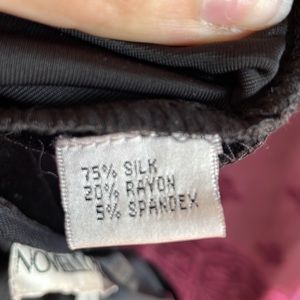 75% SILK
20% RAYON
5% SPANDEX